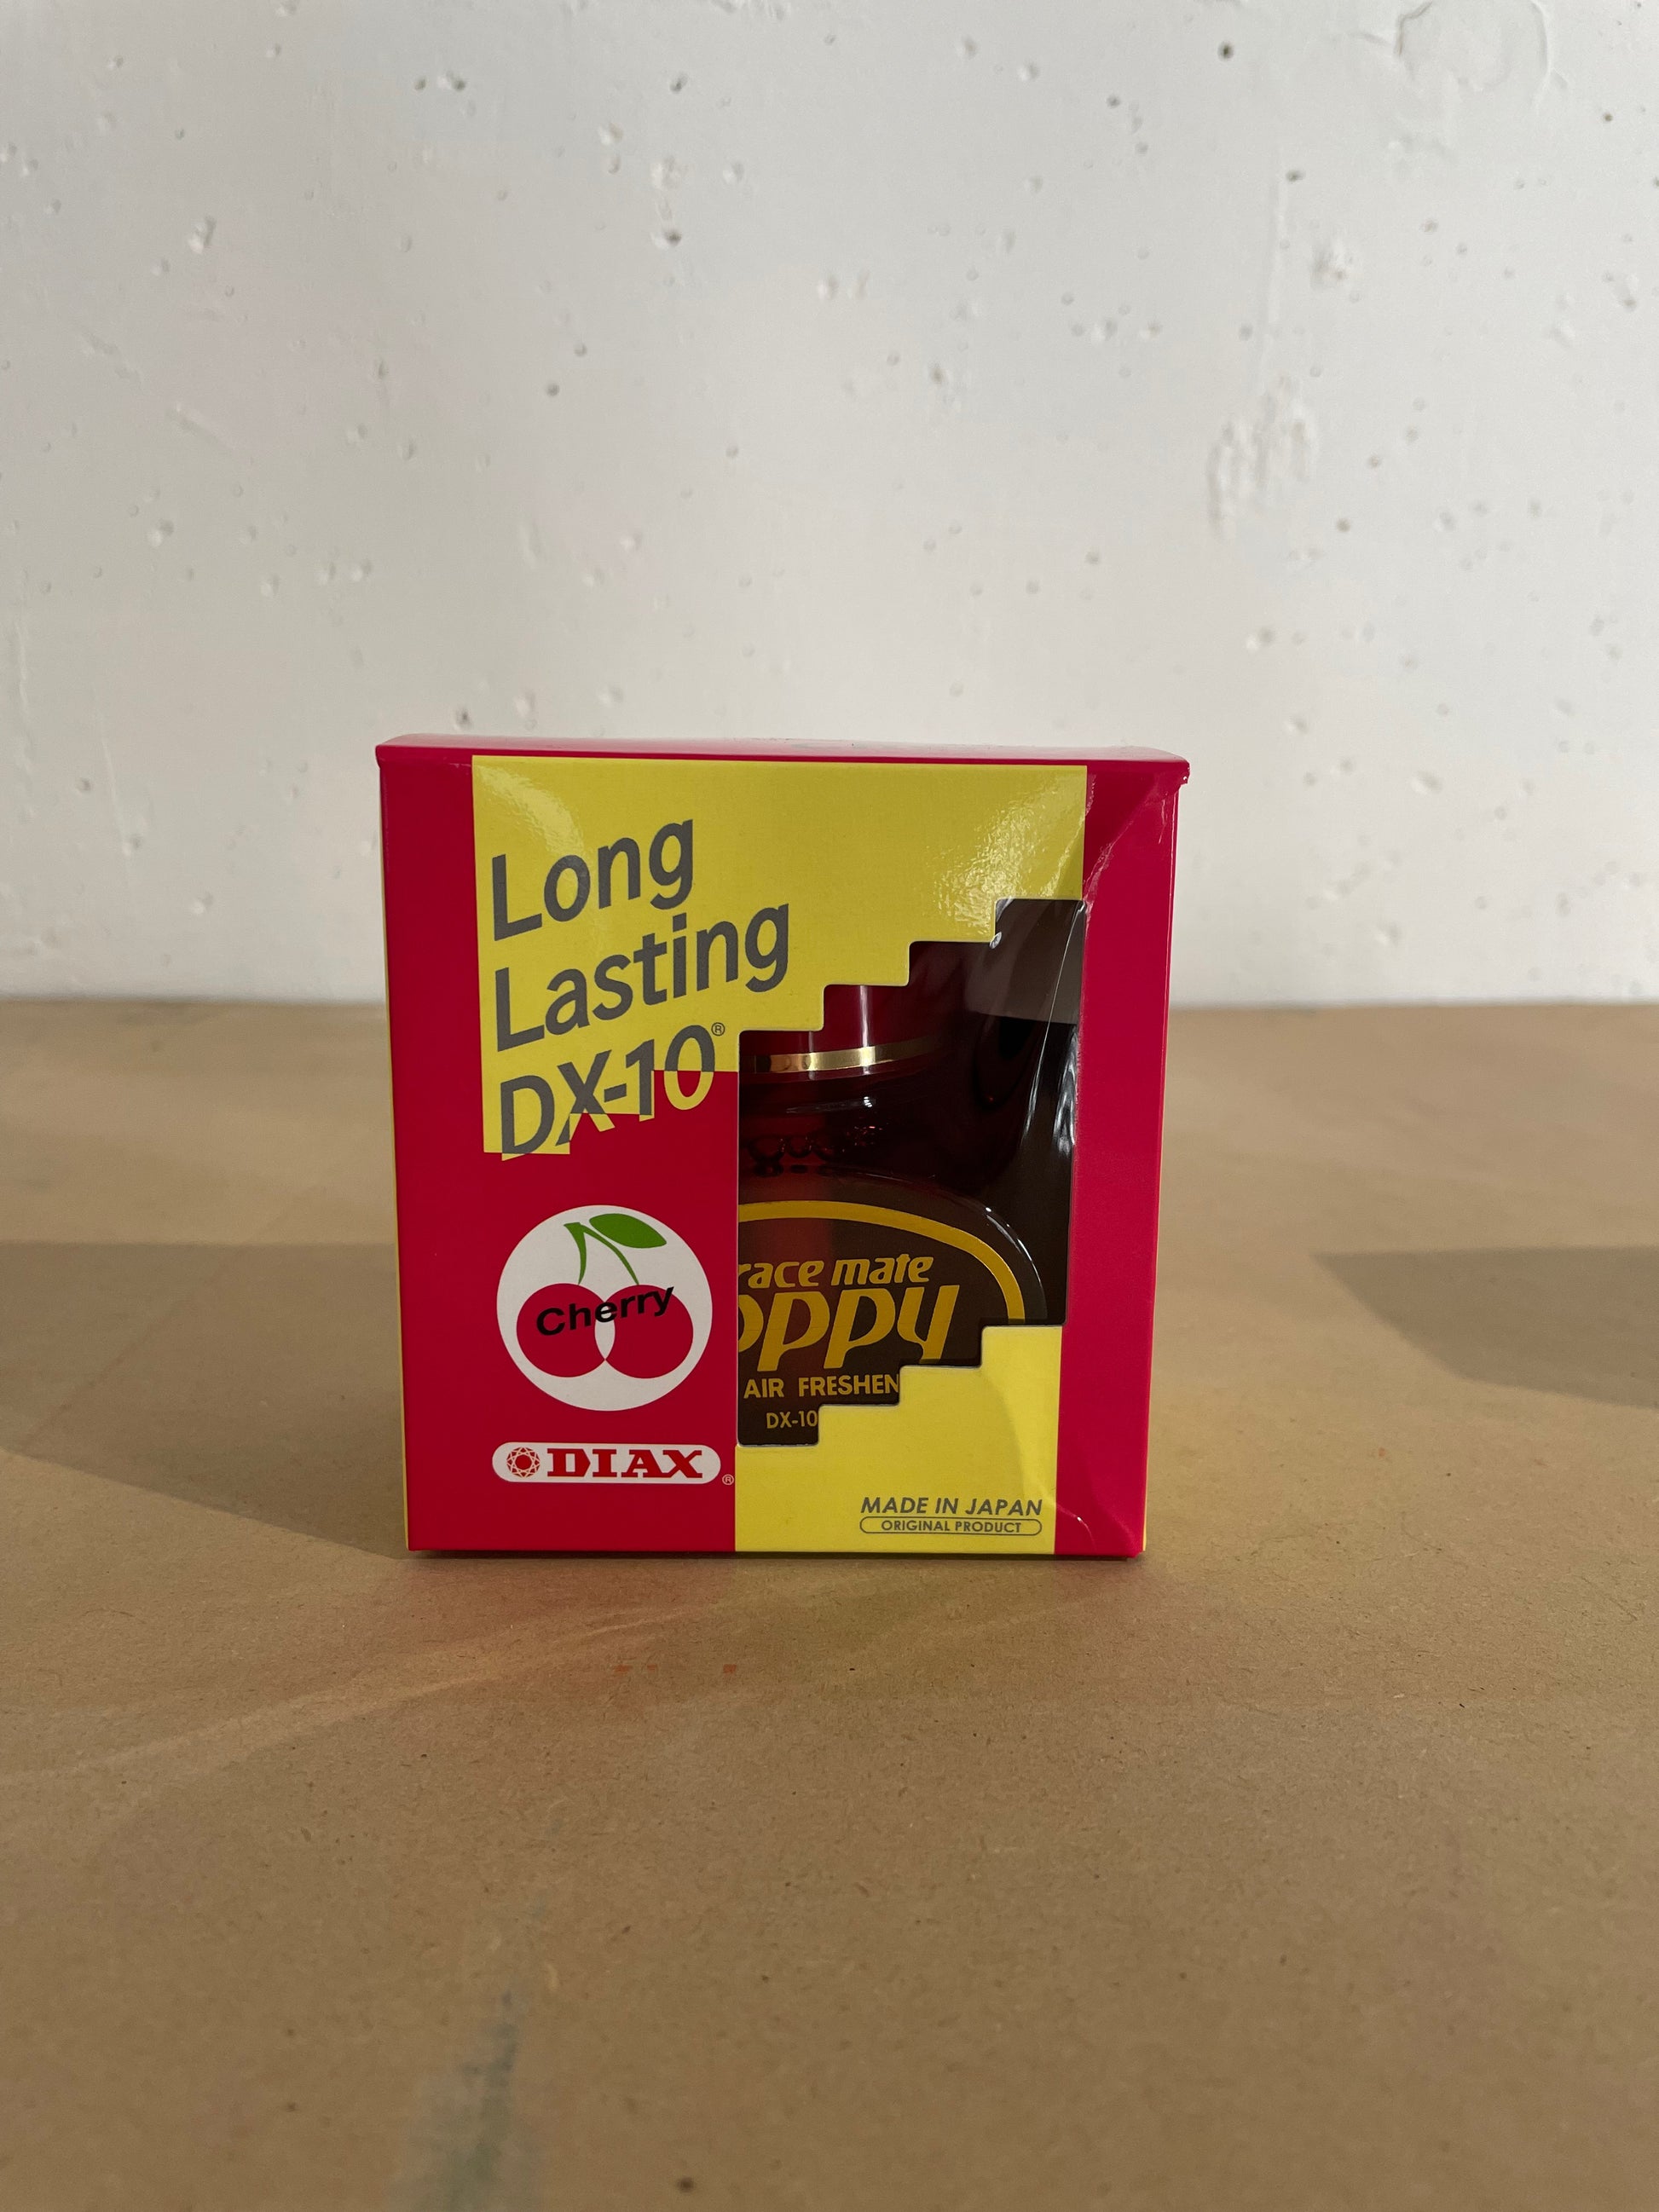 Long
Lasting
DX-10®
Cherry
DIAX®
race mate
oppy
AIR FRESHEN
DX-10
MADE IN JAPAN
ORIGINAL PRODUCT